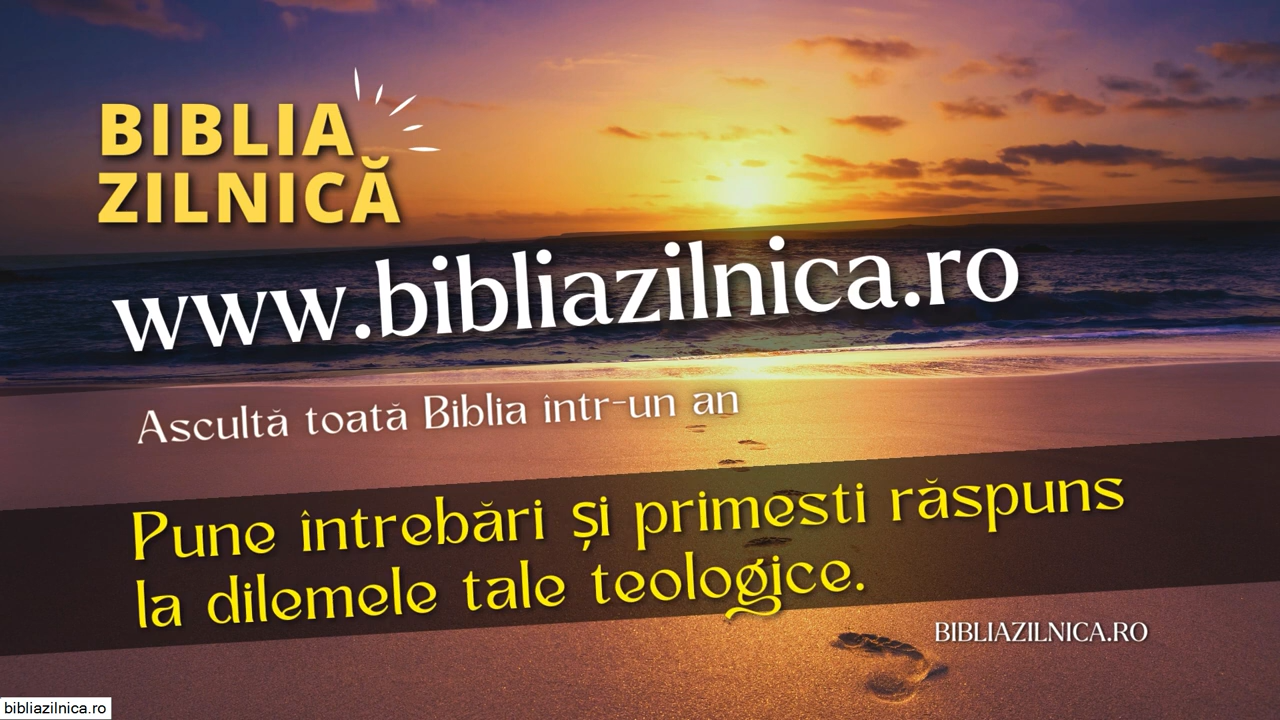 BIBLIA
ZILNICĂ
www.bibliazilnica.ro
Ascultă toată Biblia într-un an
Pune întrebări și primesti răspuns
la dilemele tale teologice.
BIBLIAZILNICA.RO
bibliazilnica.ro